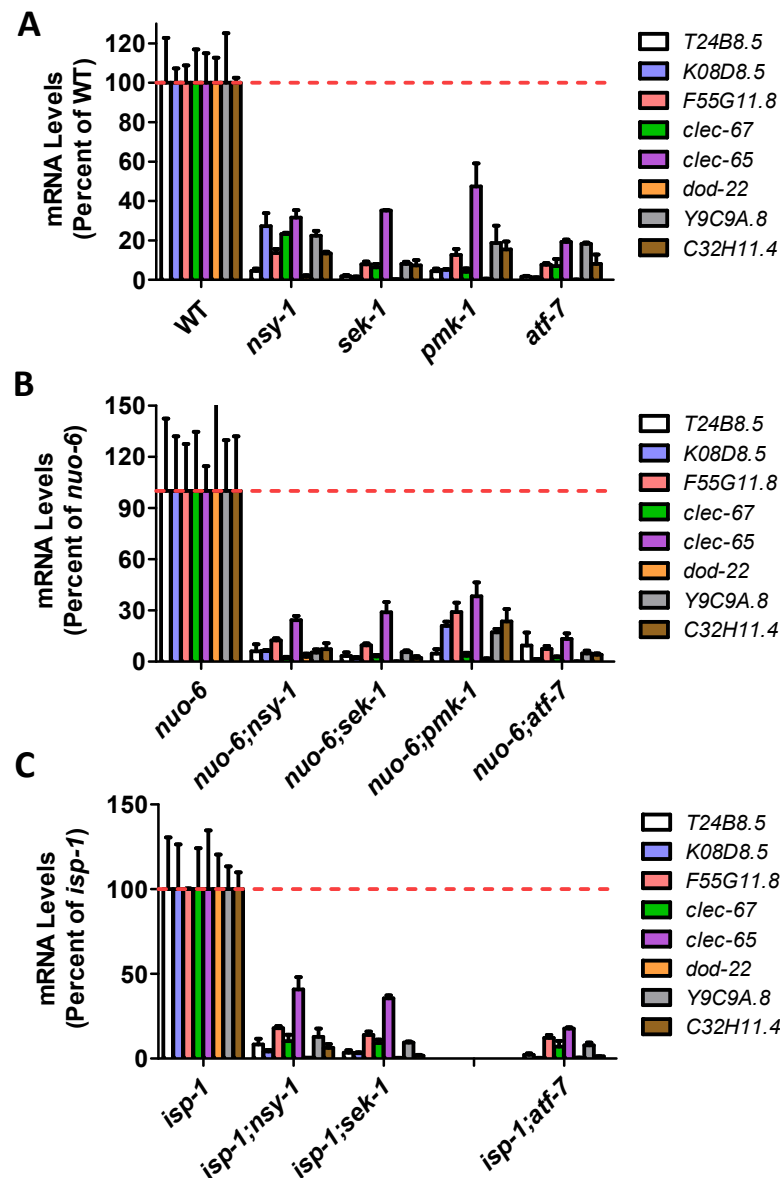 A
mRNA Levels
(Percent of WT)
120
100
80
60
40
20
0
WT
nsy-1
sek-1
pmk-1
atf-7
T24B8.5
K08D8.5
F55G11.8
clec-67
clec-65
dod-22
Y9C9A.8
C32H11.4
B
mRNA Levels
(Percent of nuo-6)
150
120
90
60
30
0
nuo-6
nuo-6;nsy-1
nuo-6;sek-1
nuo-6;pmk-1
nuo-6;atf-7
T24B8.5
K08D8.5
F55G11.8
clec-67
clec-65
dod-22
Y9C9A.8
C32H11.4
C
mRNA Levels
(Percent of isp-1)
150
100
50
0
isp-1
isp-1;nsy-1
isp-1;sek-1
isp-1;atf-7
T24B8.5
K08D8.5
F55G11.8
clec-67
clec-65
dod-22
Y9C9A.8
C32H11.4